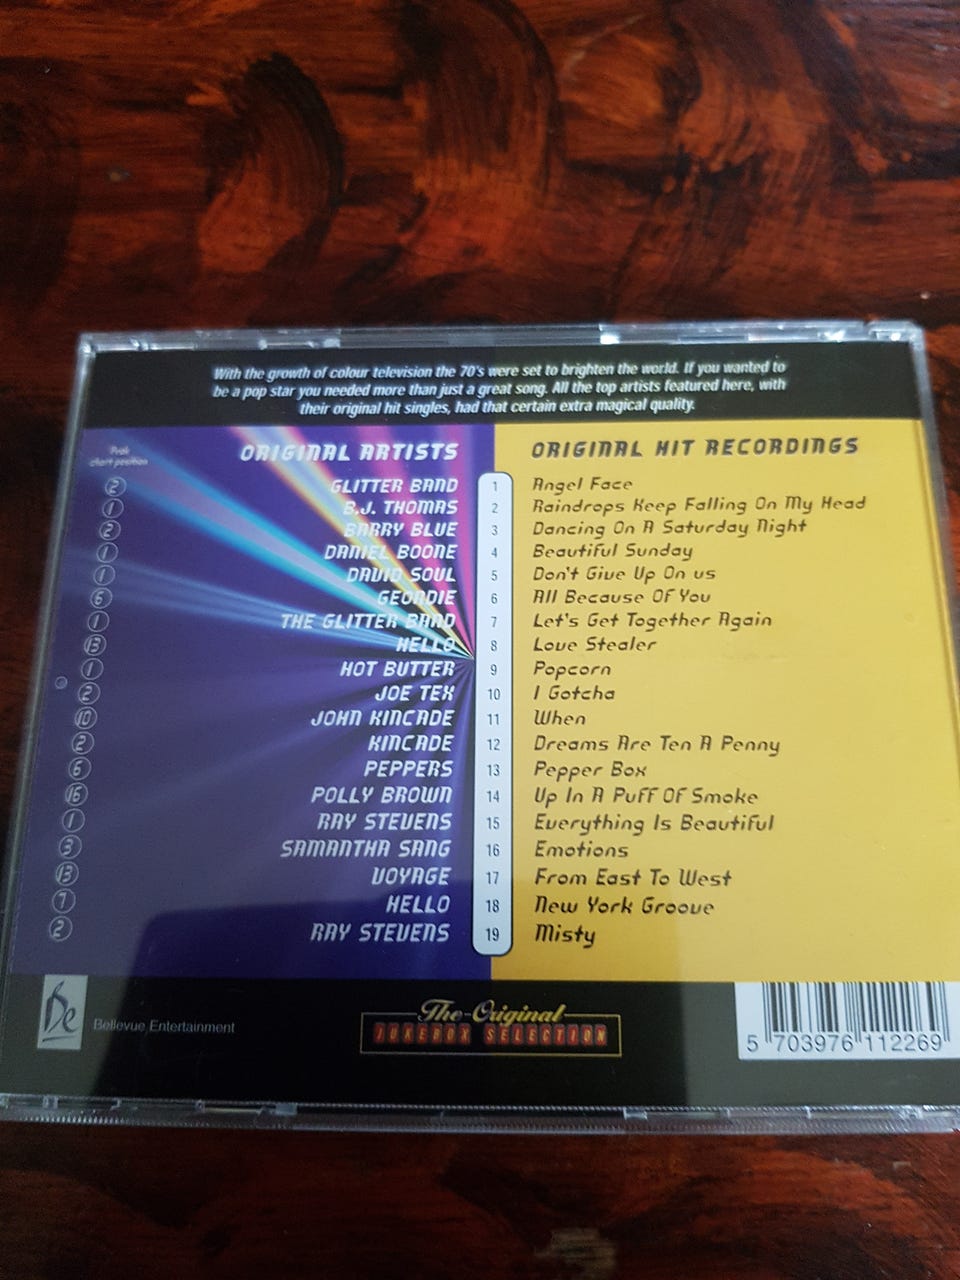 With the growth of colour television the 70's were set to brighten the world. If you wanted to
be a pop star you needed more than just a great song. All the top artists featured here, with
their original hit singles, had that certain extra magical quality.
Peak
chart position
ORIGINAL ARTISTS ORIGINAL HIT RECORDINGS
2 GLITTER BAND 1 Angel Face
1 B.J. THOMAS 2 Raindrops Keep Falling On My Head
2 BARRY BLUE 3 Dancing On A Saturday Night
1 DANIEL BOONE 4 Beautiful Sunday
1 DAVID SOUL 5 Don't Give Up On us
6 GEORDIE 6 All Because Of You
1 THE GLITTER BAND 7 Let's Get Together Again
13 HELLO 8 Love Stealer
1 HOT BUTTER 9 Popcorn
2 JOE TEX 10 I Gotcha
10 JOHN KINCADE 11 When
2 KINCADE 12 Dreams Are Ten A Penny
6 PEPPERS 13 Pepper Box
16 POLLY BROWN 14 Up In A Puff Of Smoke
1 RAY STEVENS 15 Everything Is Beautiful
3 SAMANTHA SANG 16 Emotions
13 VOYAGE 17 From East To West
7 HELLO 18 New York Groove
2 RAY STEVENS 19 Misty
Be
Bellevue Entertainment
The Original
JUKEBOX SELECTION
5 703976 112269